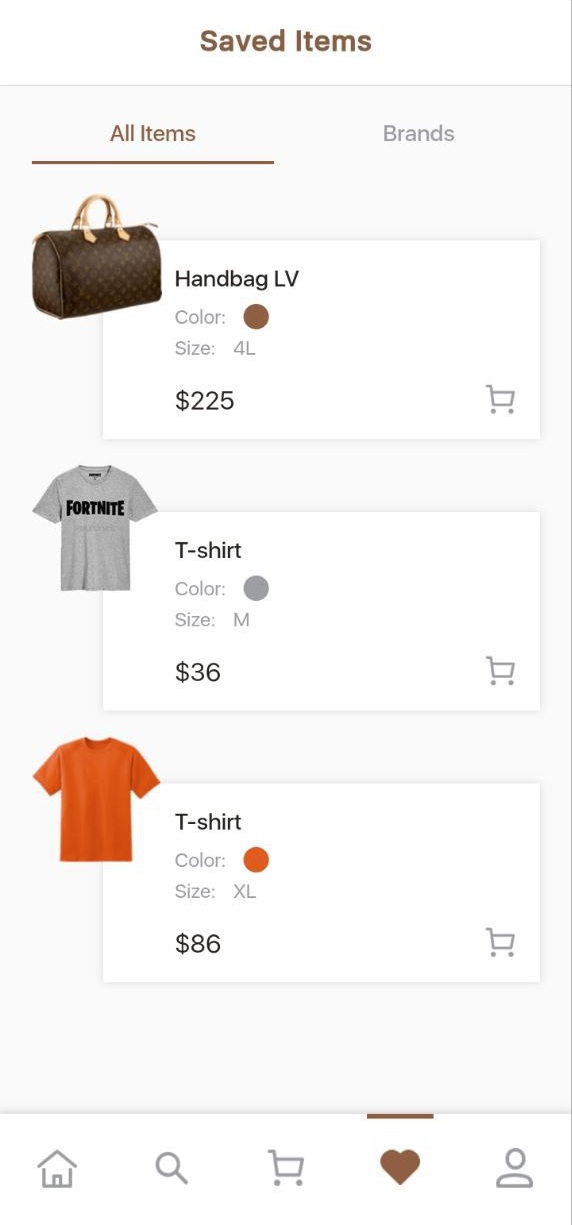 Saved Items
All Items
Brands
Handbag LV
Color:
Size: 4L
$225
FORTNITE
T-shirt
Color:
Size: M
$36
T-shirt
Color:
Size: XL
$86